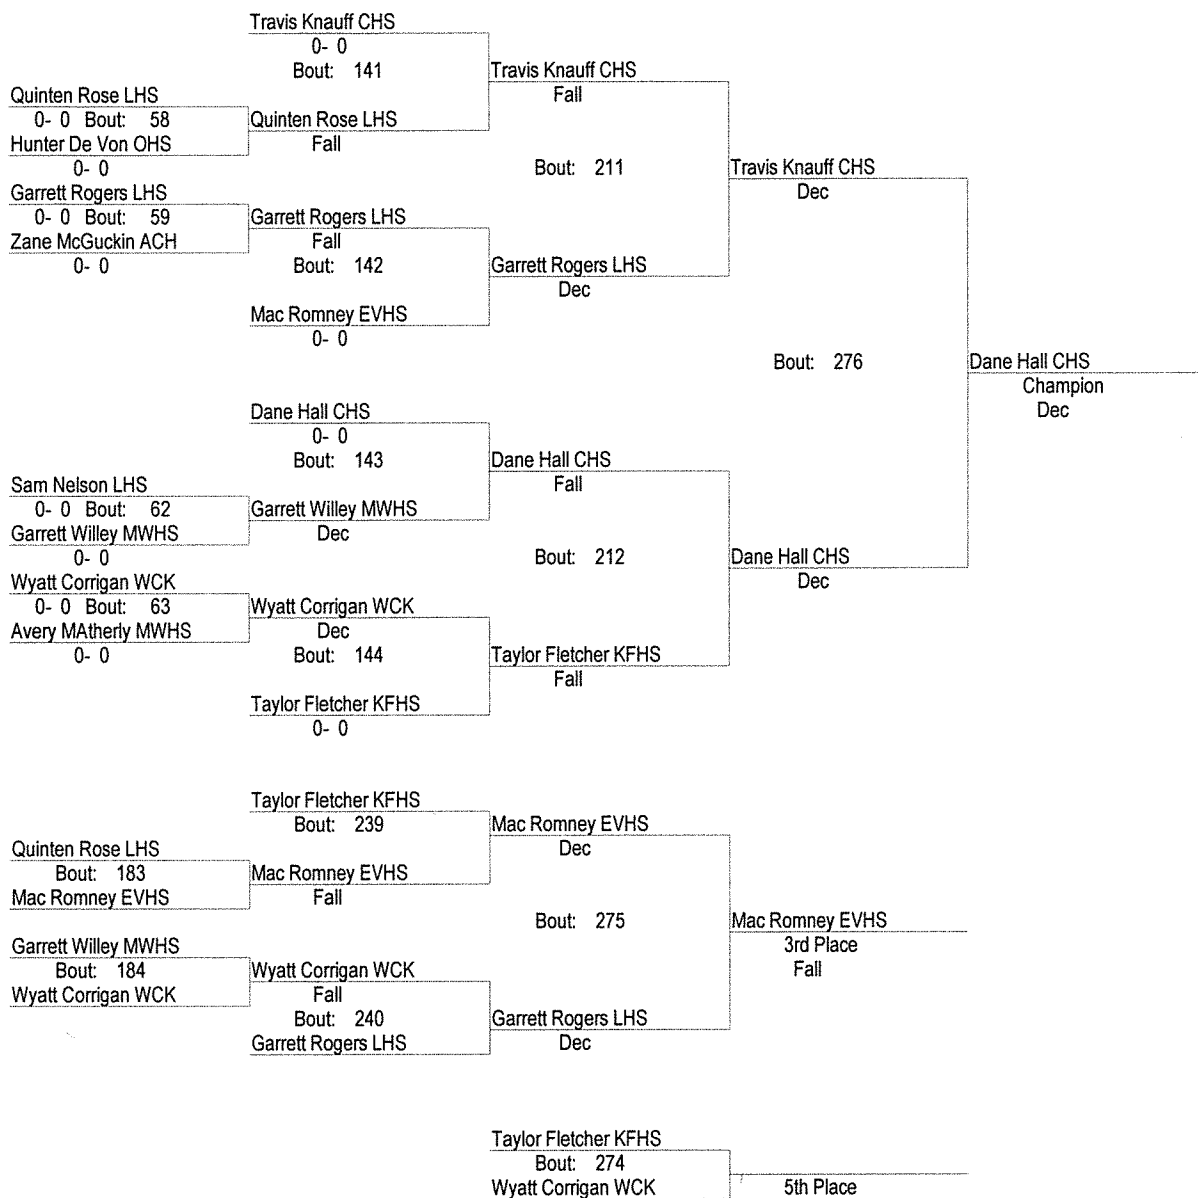 Travis Knauff CHS
0- 0
Bout: 141
Travis Knauff CHS
Fall
Quinten Rose LHS
0- 0 Bout: 58
Quinten Rose LHS
Hunter De Von OHS
Fall
0- 0
Bout: 211
Travis Knauff CHS
Dec
Garrett Rogers LHS
0- 0 Bout: 59
Garrett Rogers LHS
Zane McGuckin ACH
Fall
0- 0
Bout: 142
Garrett Rogers LHS
Dec
Mac Romney EVHS
0- 0
Bout: 276
Dane Hall CHS
Champion
Dec
Dane Hall CHS
0- 0
Bout: 143
Dane Hall CHS
Fall
Sam Nelson LHS
0- 0 Bout: 62
Garrett Willey MWHS
Garrett Willey MWHS
Dec
0- 0
Bout: 212
Dane Hall CHS
Dec
Wyatt Corrigan WCK
0- 0 Bout: 63
Wyatt Corrigan WCK
Avery MAtherly MWHS
Dec
0- 0
Bout: 144
Taylor Fletcher KFHS
Fall
Taylor Fletcher KFHS
0- 0
Taylor Fletcher KFHS
Bout: 239
Mac Romney EVHS
Dec
Quinten Rose LHS
Bout: 183
Mac Romney EVHS
Mac Romney EVHS
Fall
Bout: 275
Mac Romney EVHS
3rd Place
Fall
Garrett Willey MWHS
Bout: 184
Wyatt Corrigan WCK
Wyatt Corrigan WCK
Fall
Bout: 240
Garrett Rogers LHS
Dec
Garrett Rogers LHS
Taylor Fletcher KFHS
Bout: 274
Wyatt Corrigan WCK
5th Place